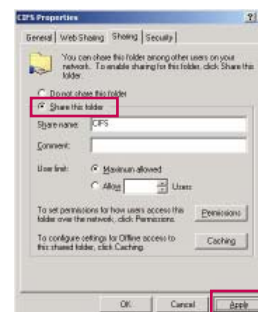 CIFS Properties
?
General Web Sharing Sharing Security
You can share this folder among other users on your
network. To enable sharing for this folder, click Share this
folder.
Do not share this folder
Share this folder
Share name: CIFS
Comment:
User limit: Maximum allowed
Allow Users
To set permissions for how users access this
folder over the network, click Permissions.
Permissions
To configure settings for Offline access to
this shared folder, click Caching.
Caching
OK Cancel Apply